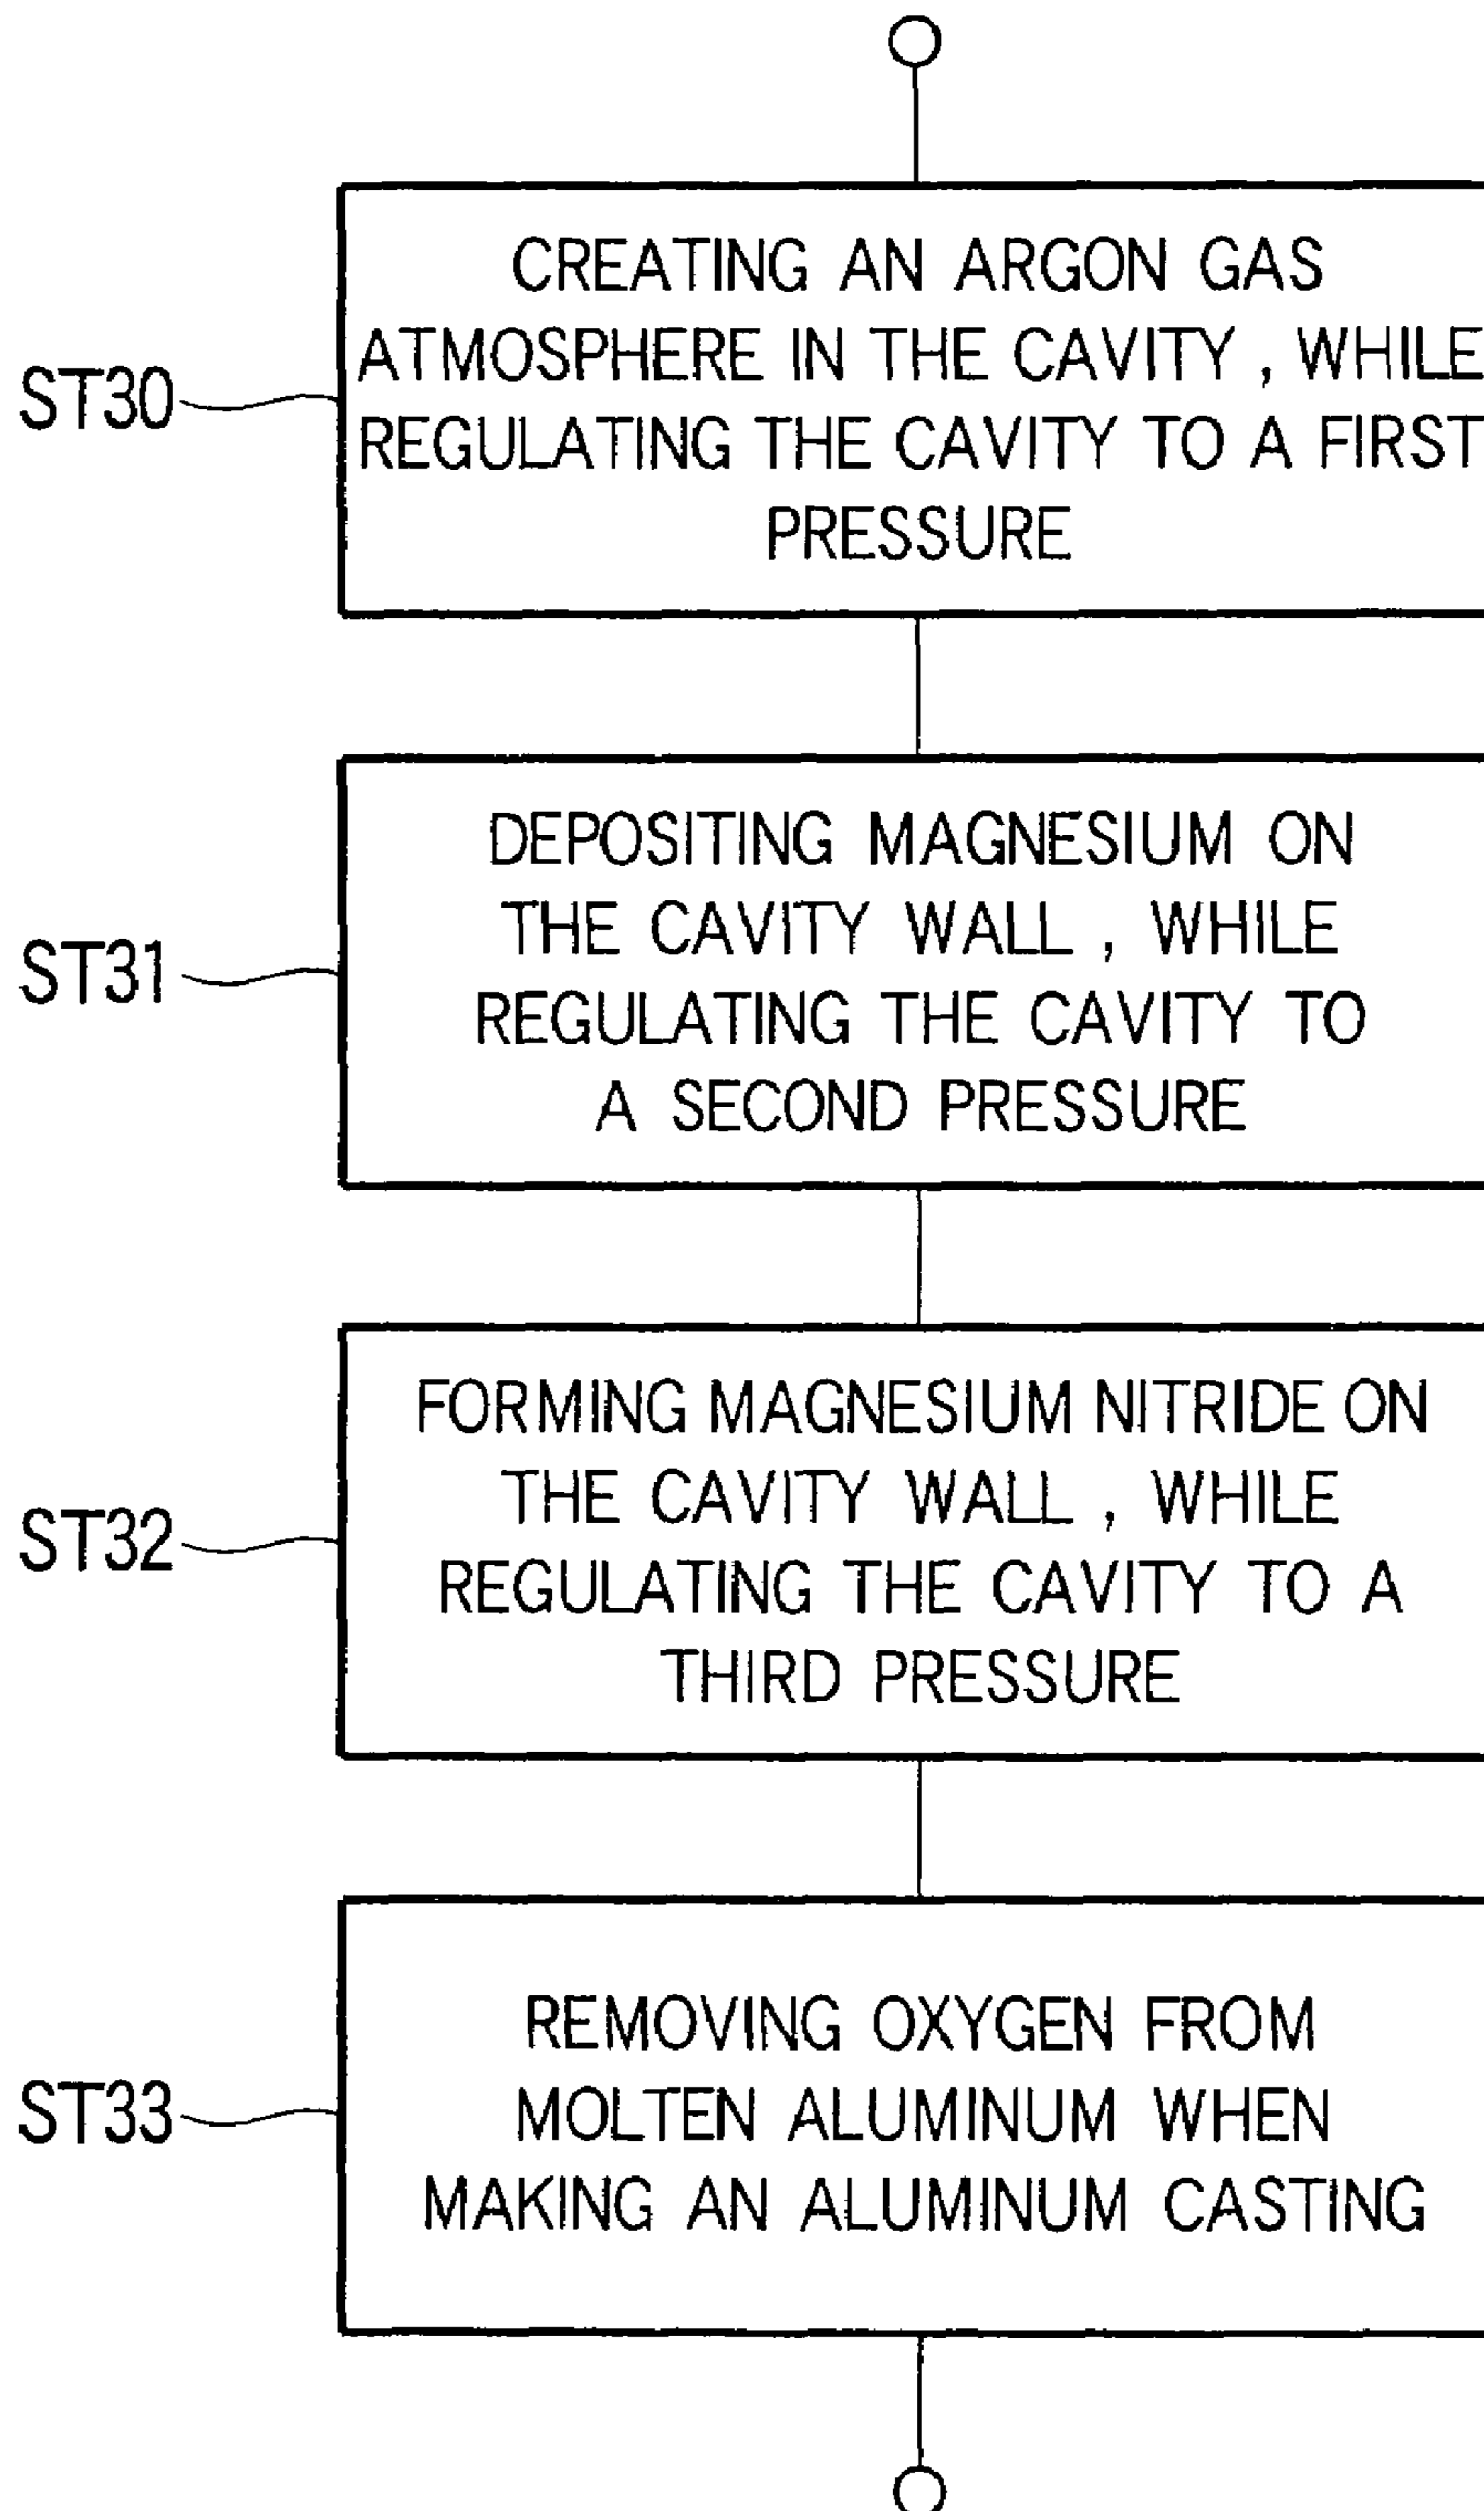 CREATING AN ARGON GAS
ATMOSPHERE IN THE CAVITY, WHILE
ST30
REGULATING THE CAVITY TO A FIRST
PRESSURE
DEPOSITING MAGNESIUM ON
THE CAVITY WALL, WHILE
ST31
REGULATING THE CAVITY TO
A SECOND PRESSURE
FORMING MAGNESIUM NITRIDE ON
THE CAVITY WALL, WHILE
ST32
REGULATING THE CAVITY TO A
THIRD PRESSURE
REMOVING OXYGEN FROM
ST33
MOLTEN ALUMINUM WHEN
MAKING AN ALUMINUM CASTING